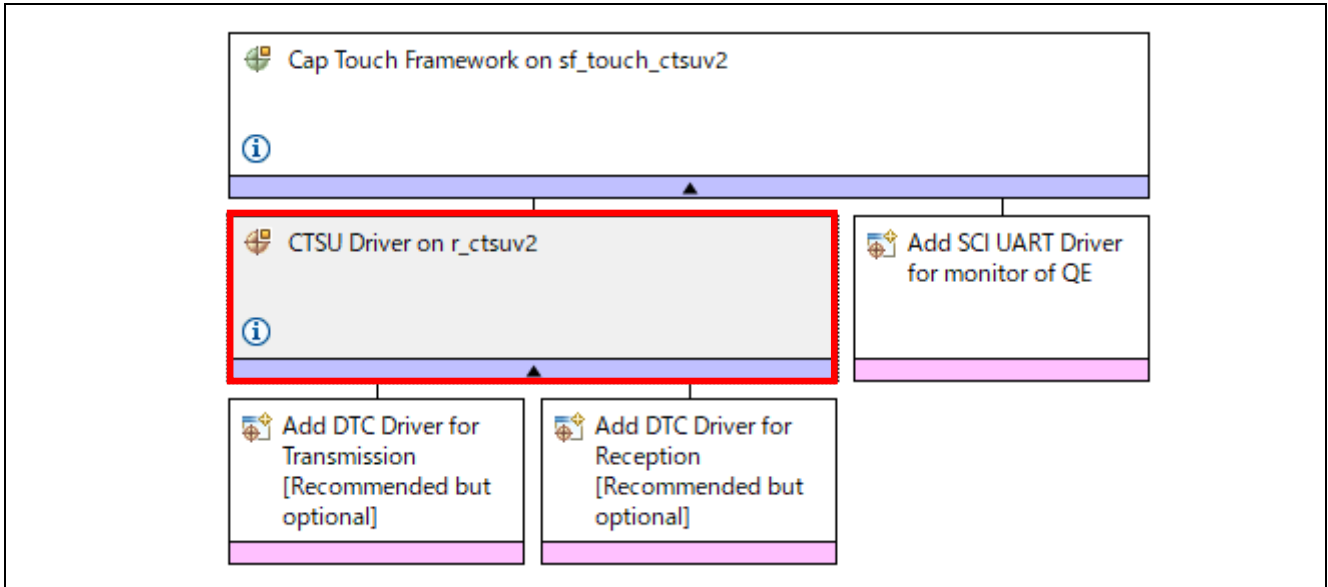 Cap Touch Framework on sf_touch_ctsuv2
CTSU Driver on r_ctsuv2
Add SCI UART Driver
for monitor of QE
Add DTC Driver for
Transmission
[Recommended but
optional]
Add DTC Driver for
Reception
[Recommended but
optional]